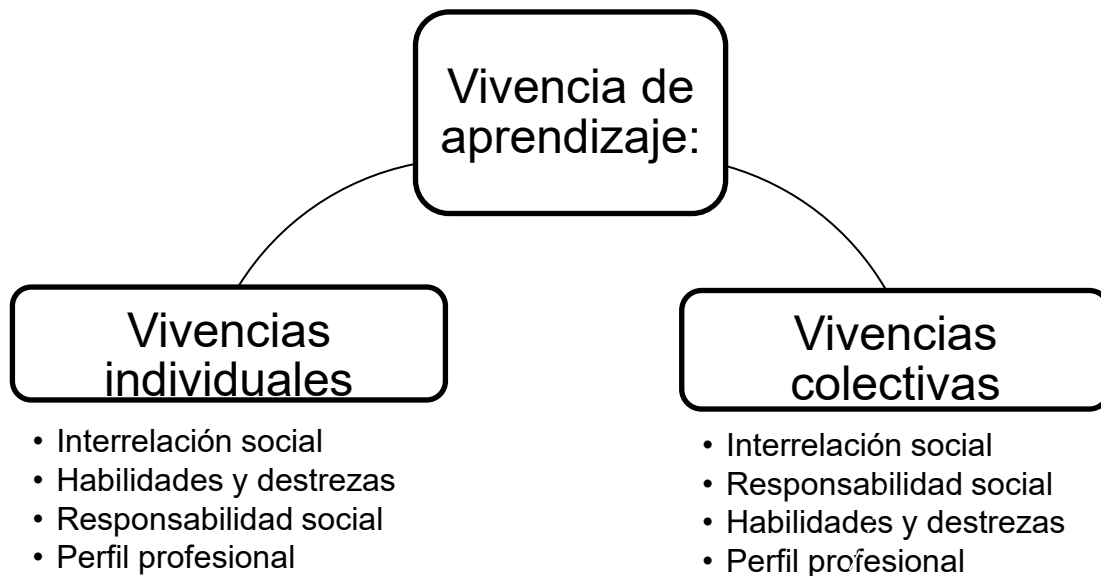 Vivencia de
aprendizaje:
Vivencias
individuales
• Interrelación social
• Habilidades y destrezas
• Responsabilidad social
• Perfil profesional
Vivencias
colectivas
• Interrelación social
• Responsabilidad social
• Habilidades y destrezas
• Perfil profesional